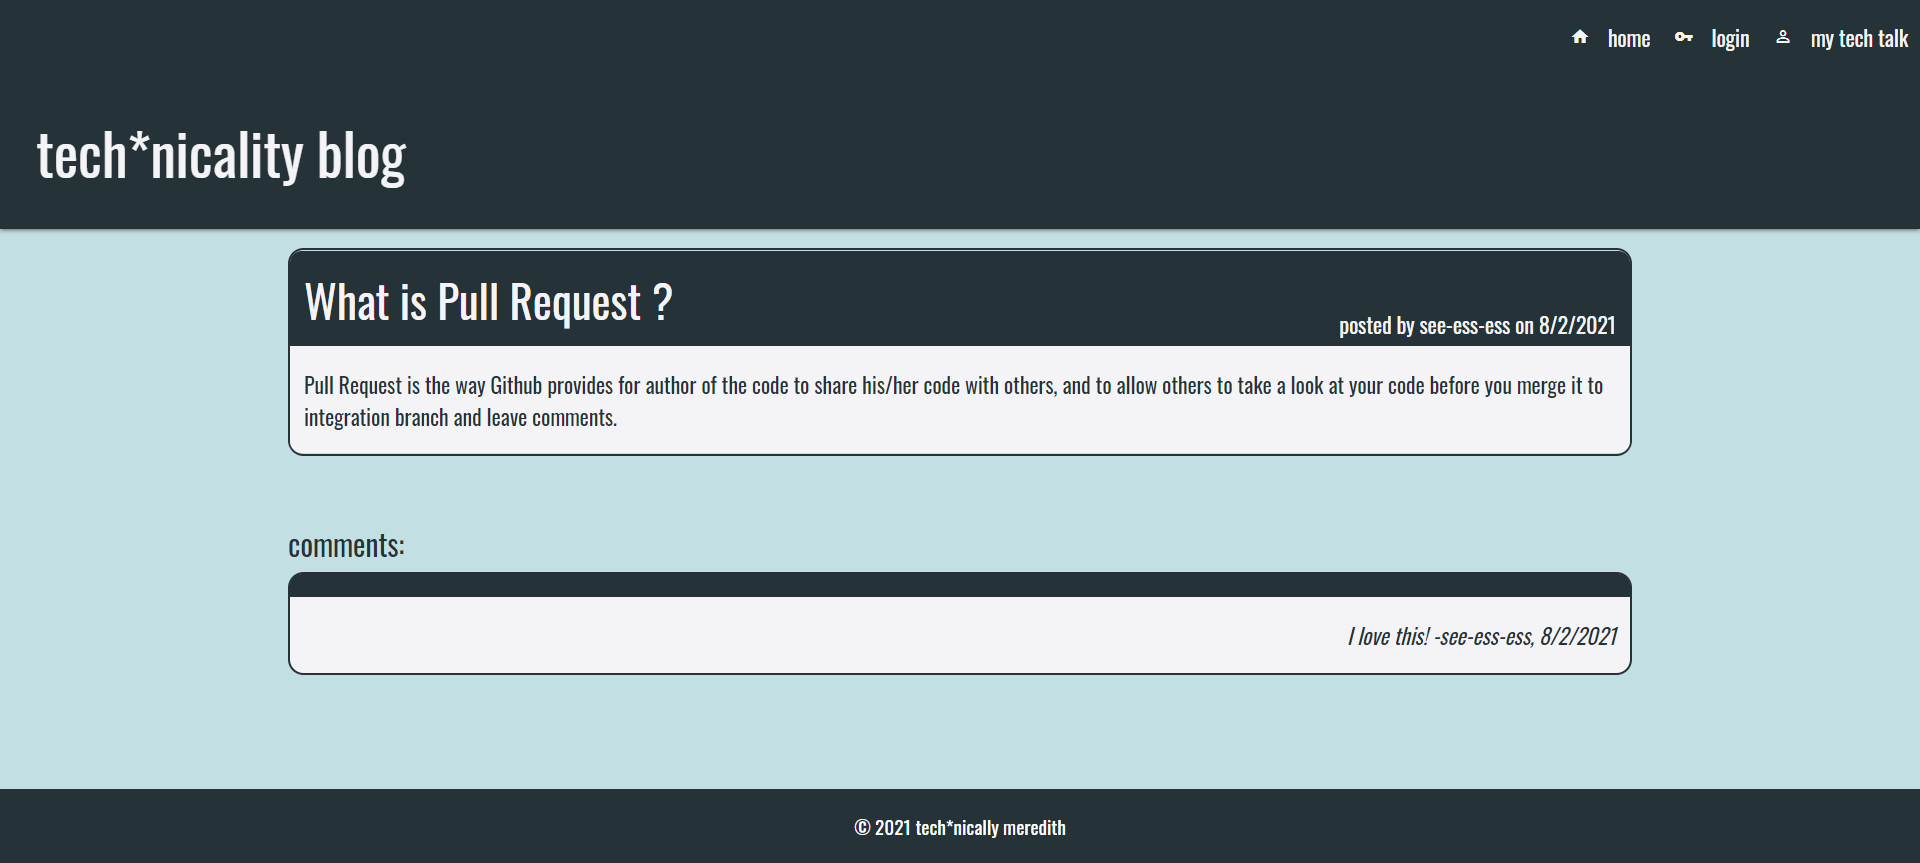 home login my tech talk
tech*nicality blog
What is Pull Request ?
posted by see-ess-ess on 8/2/2021
Pull Request is the way Github provides for author of the code to share his/her code with others, and to allow others to take a look at your code before you merge it to
integration branch and leave comments.
comments:
I love this! -see-ess-ess, 8/2/2021
© 2021 tech*nically meredith